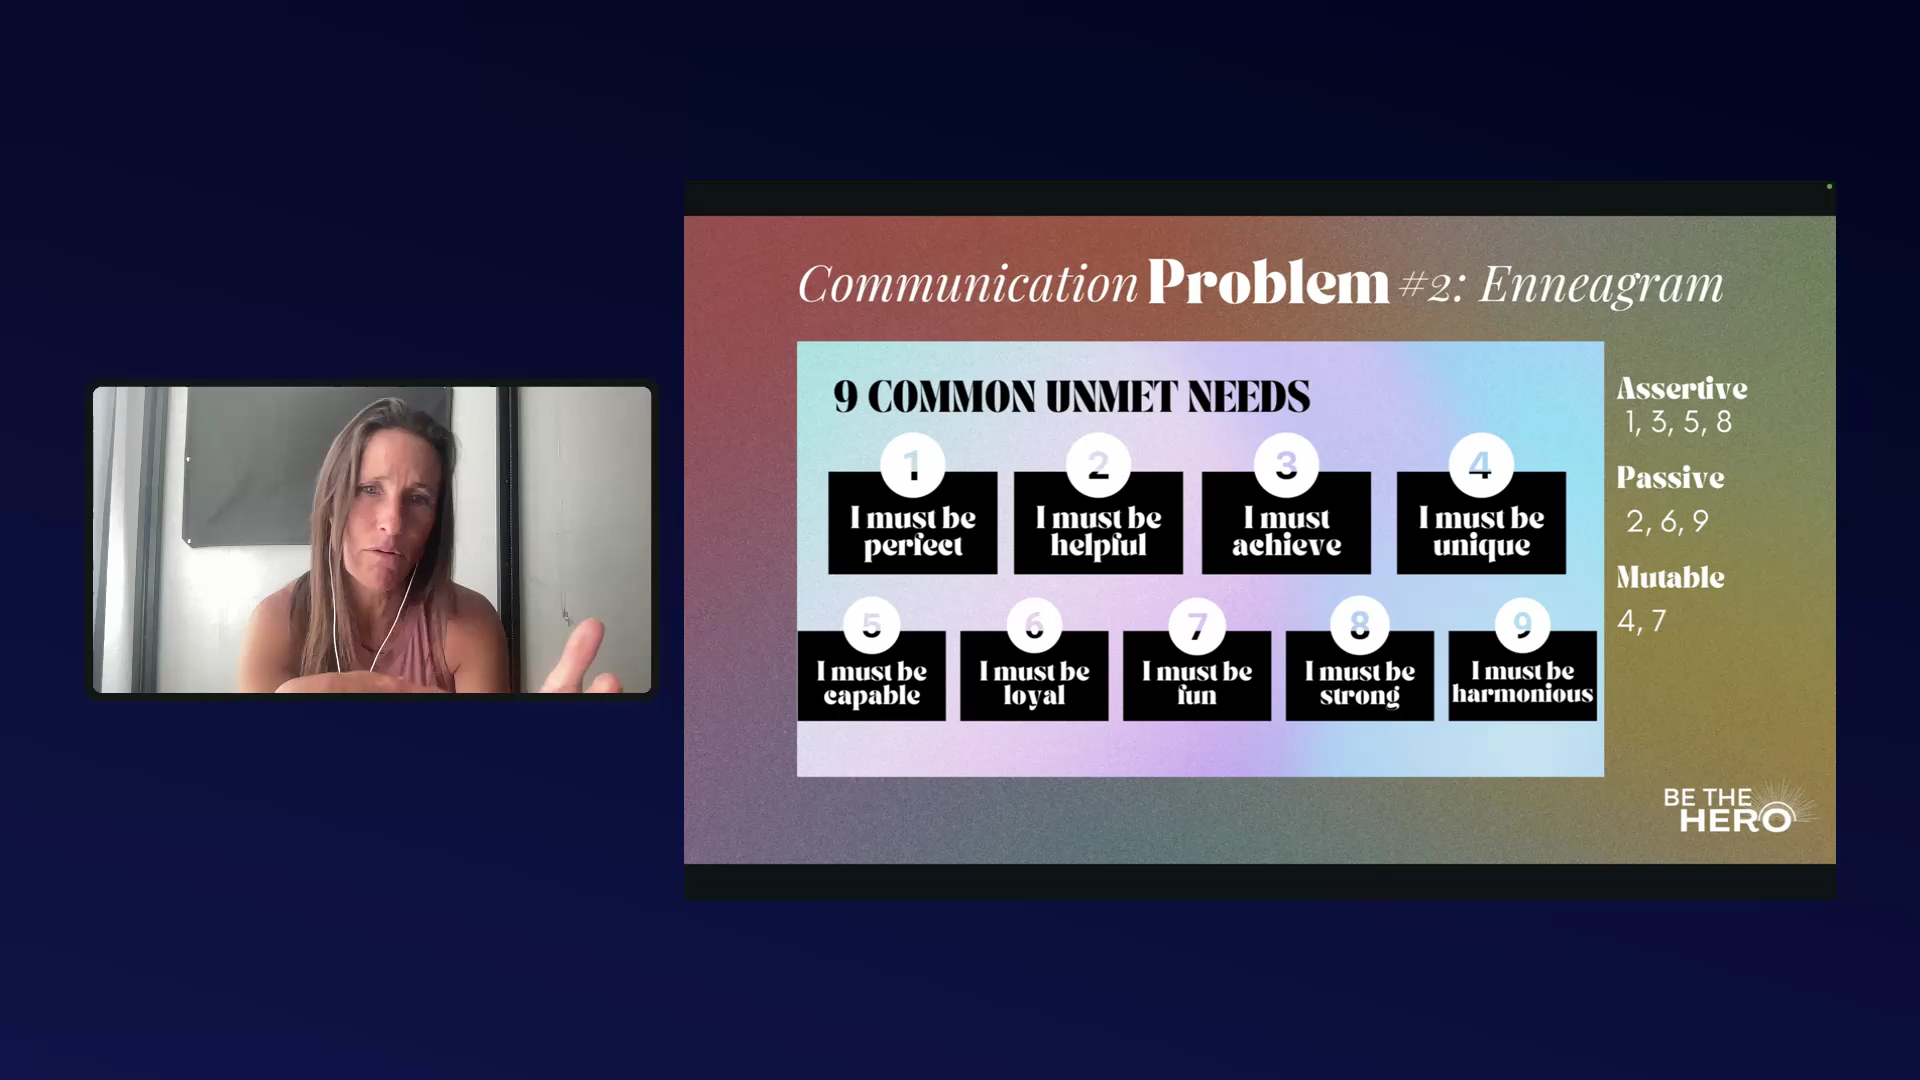 Communication Problem #2: Enneagram
9 COMMON UNMET NEEDS
1
I must be
perfect
2
I must be
helpful
3
I must
achieve
4
I must be
unique
5
I must be
capable
6
I must be
loyal
7
I must be
fun
8
I must be
strong
9
I must be
harmonious
Assertive
1, 3, 5, 8
Passive
2, 6, 9
Mutable
4, 7
BE THE
HERO